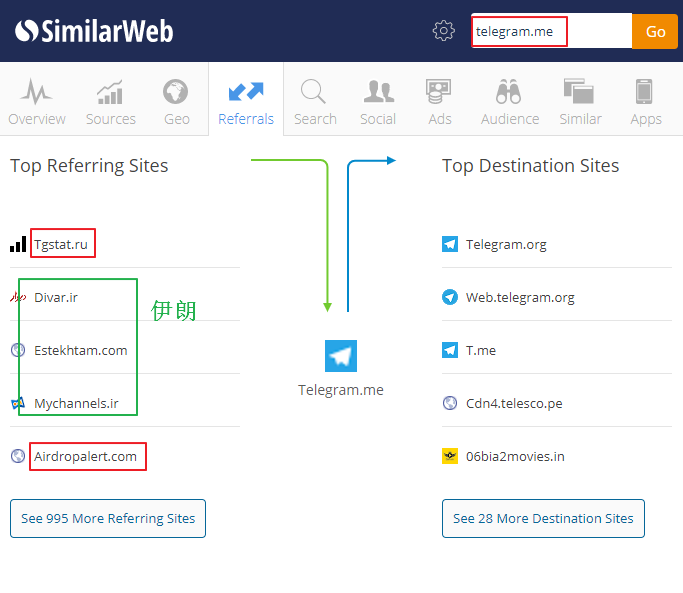 SimilarWeb
telegram.me
Go
Overview
Sources
Geo
Referrals
Search
Social
Ads
Audience
Similar
Apps
Top Referring Sites
Tgstat.ru
Divar.ir
Estekhtam.com
Mychannels.ir
Airdropalert.com
See 995 More Referring Sites
伊朗
Telegram.me
Top Destination Sites
Telegram.org
Web.telegram.org
T.me
Cdn4.telesco.pe
06bia2movies.in
See 28 More Destination Sites